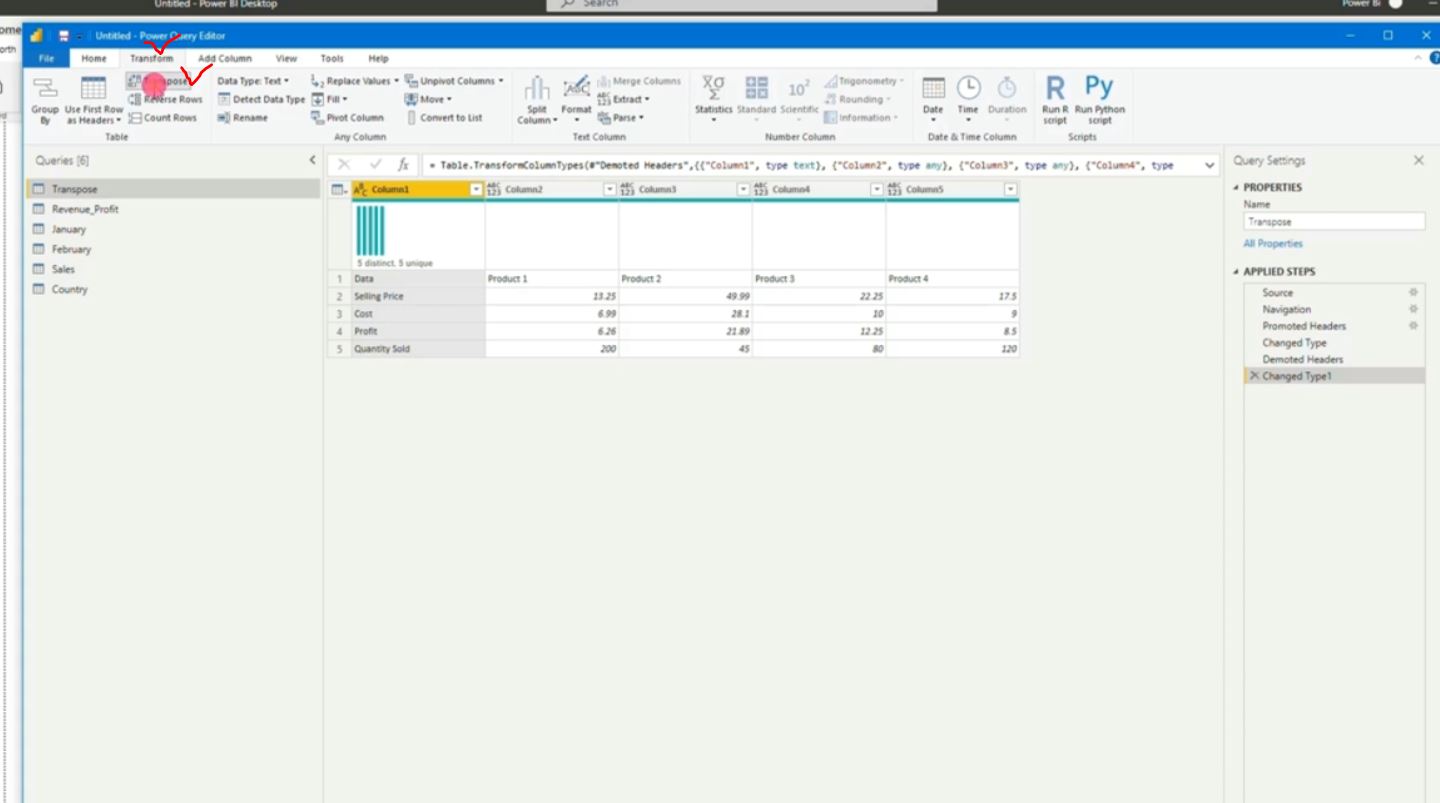 Untitled - Power BI Desktop
Search
Power BI
Untitled - Power Query Editor
File Home Transform Add Column View Tools Help
Group By
Use First Row as Headers
Transpose
Reverse Rows
Count Rows
Table
Data Type: Text
Detect Data Type
Rename
Replace Values
Fill
Pivot Column
Unpivot Columns
Move
Convert to List
Any Column
Split Column
Format
Merge Columns
Extract
Parse
Text Column
Statistics
Standard
Scientific
Trigonometry
Rounding
Information
Number Column
Date
Time
Duration
Date & Time Column
Run R script
Run Python script
Scripts
Queries [6]
Transpose
Revenue_Profit
January
February
Sales
Country
= Table.TransformColumnTypes(#"Demoted Headers",{{"Column1", type text}, {"Column2", type any}, {"Column3", type any}, {"Column4", type
Column1 Column2 Column3 Column4 Column5
5 distinct, 5 unique
1 Data Product 1 Product 2 Product 3 Product 4
2 Selling Price 13.25 49.99 22.25 17.5
3 Cost 6.99 28.1 10 9
4 Profit 6.26 21.89 12.25 8.5
5 Quantity Sold 200 45 80 120
Query Settings
PROPERTIES
Name
Transpose
All Properties
APPLIED STEPS
Source
Navigation
Promoted Headers
Changed Type
Demoted Headers
Changed Type1